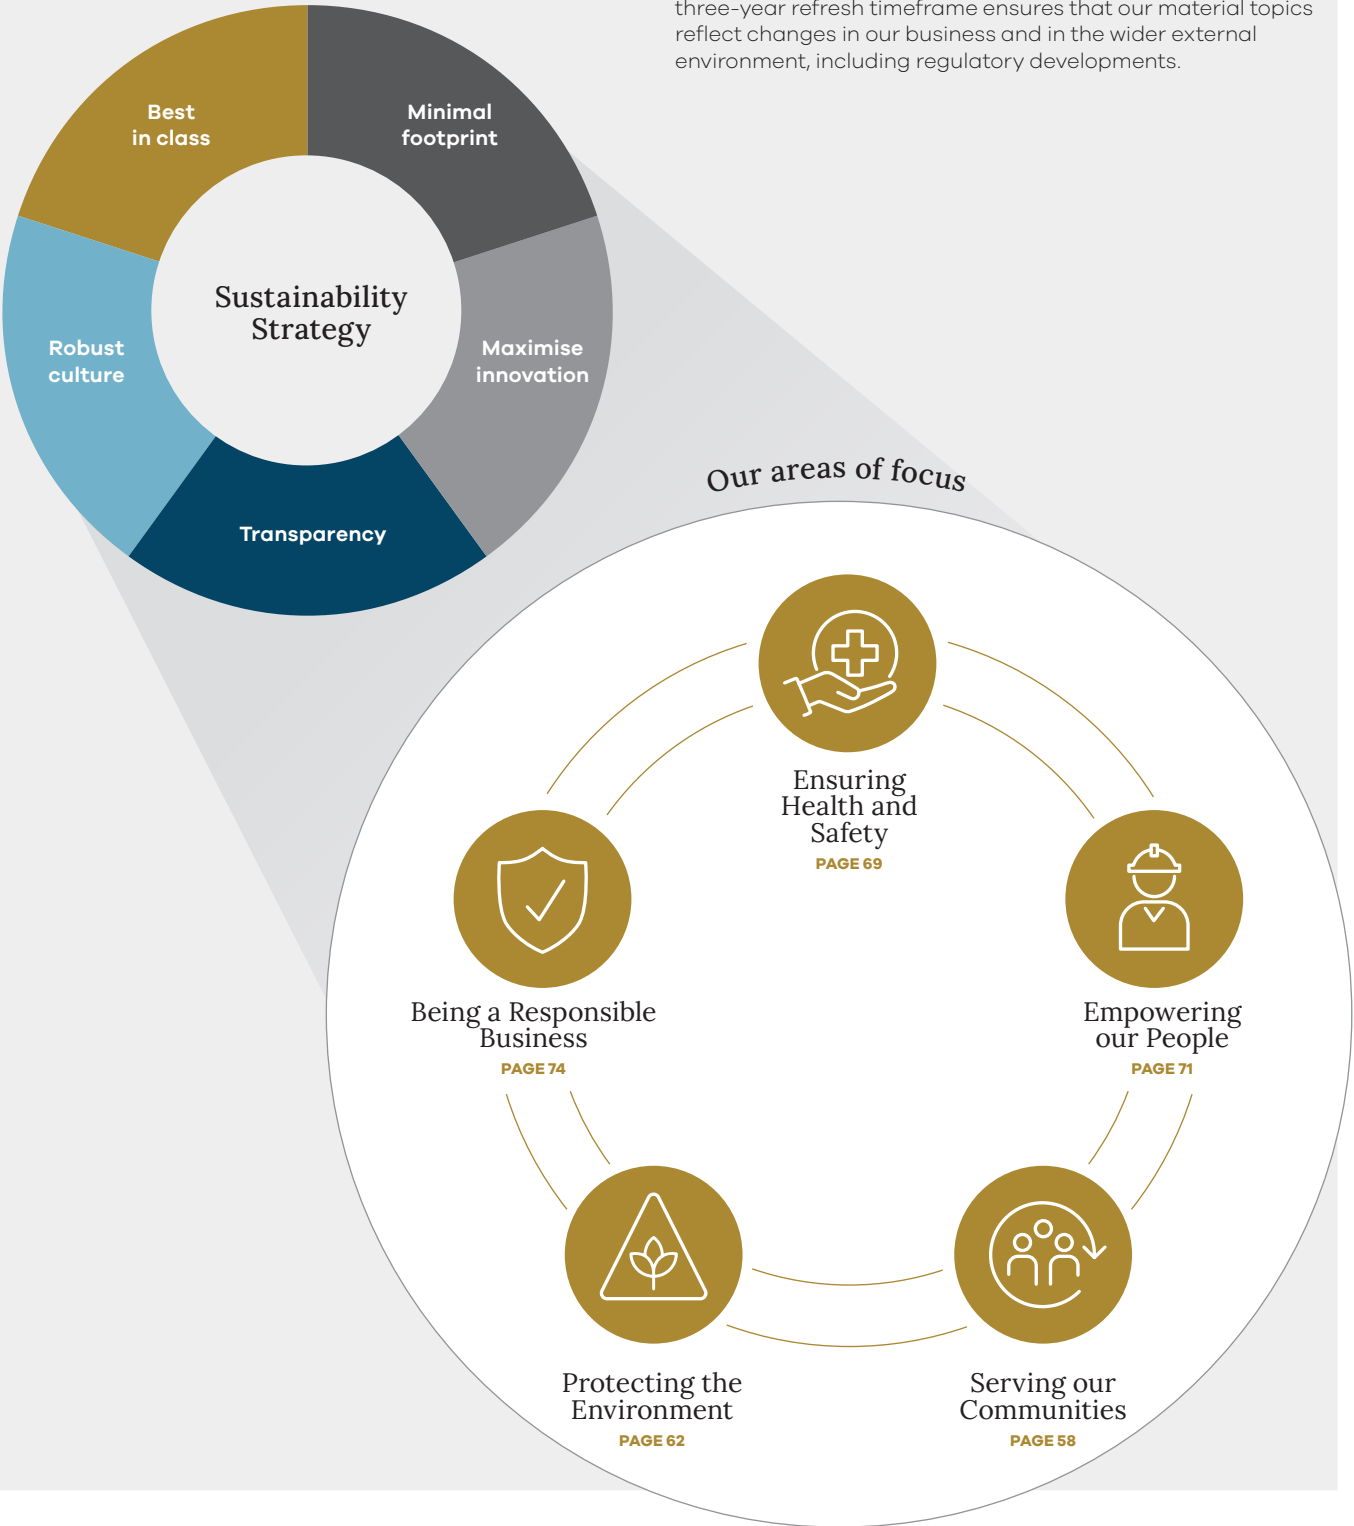 three-year refresh timeframe ensures that our material topics
reflect changes in our business and in the wider external
environment, including regulatory developments.
Best
in class
Minimal
footprint
Sustainability
Strategy
Robust
culture
Maximise
innovation
Transparency
Our areas of focus
Ensuring
Health and
Safety
PAGE 69
Being a Responsible
Business
PAGE 74
Empowering
our People
PAGE 71
Protecting the
Environment
PAGE 62
Serving our
Communities
PAGE 58